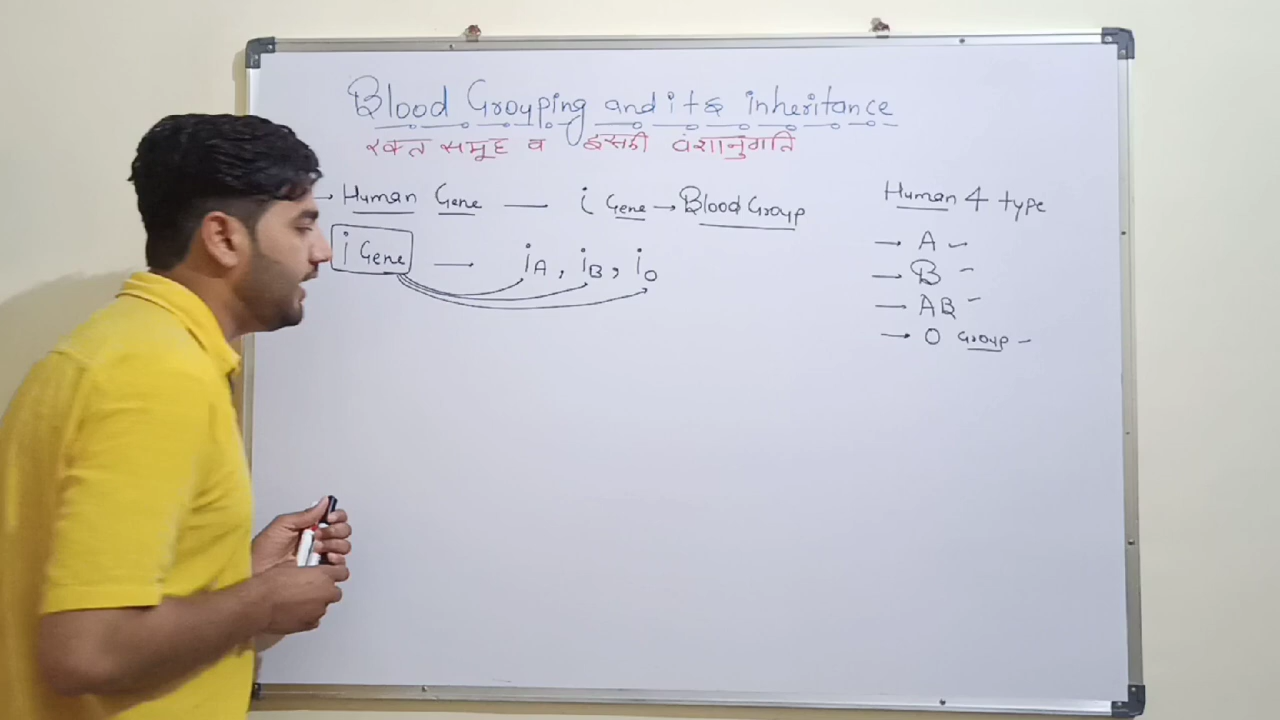 Blood Grouping and its inheritance
रक्त समूह व इसकी वंशानुगति
→ Human Gene — i Gene → Blood Group
i Gene → iA, iB, iO
Human 4 type
→ A -
→ B -
→ AB -
→ O Group -